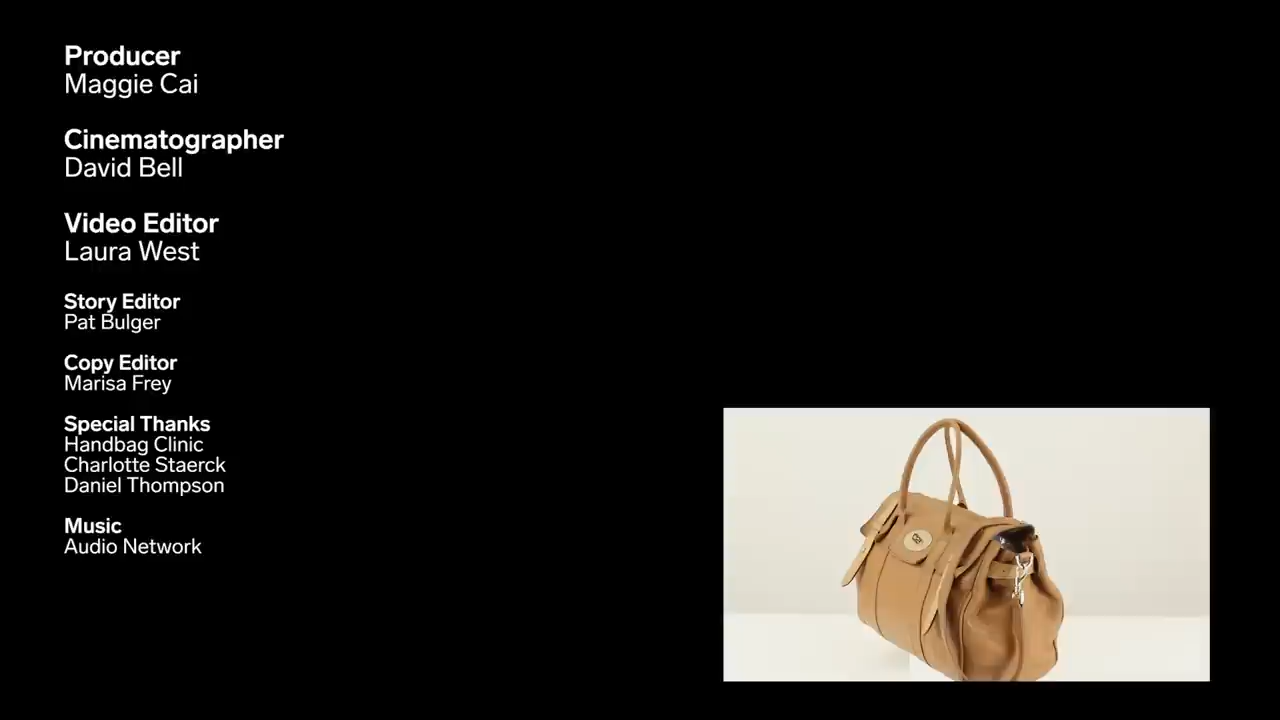 Producer
Maggie Cai
Cinematographer
David Bell
Video Editor
Laura West
Story Editor
Pat Bulger
Copy Editor
Marisa Frey
Special Thanks
Handbag Clinic
Charlotte Staerck
Daniel Thompson
Music
Audio Network